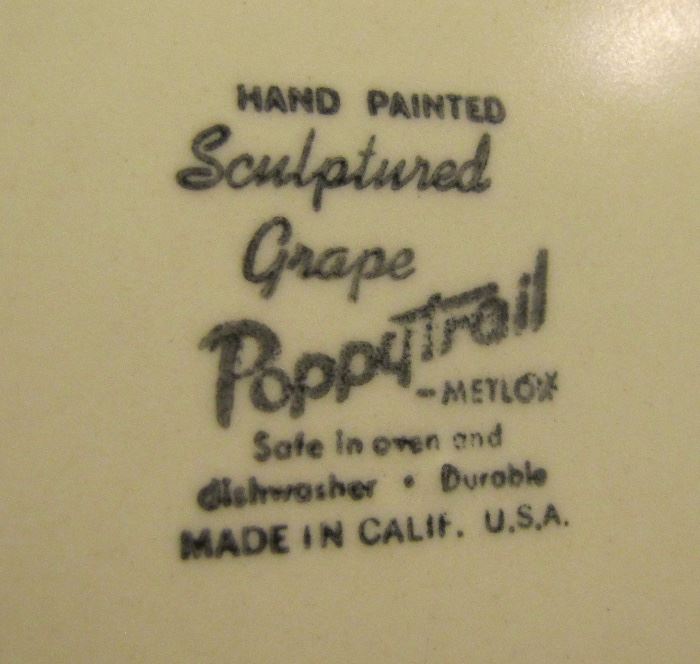 HAND PAINTED
Sculptured
Grape
PoppyTrail
-METLOX
Safe in oven and
dishwasher • Durable
MADE IN CALIF. U.S.A.